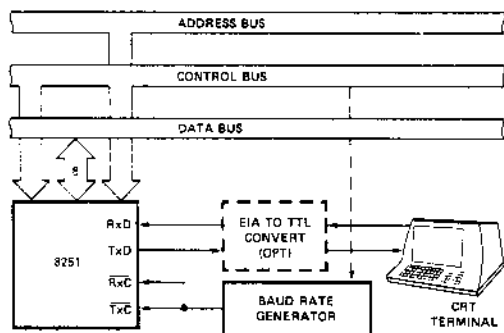 ADDRESS BUS
CONTROL BUS
DATA BUS
8
RxD
TxD
8251
RxC
TxC
EIA TO TTL
CONVERT
(OPT)
BAUD RATE
GENERATOR
CRT
TERMINAL